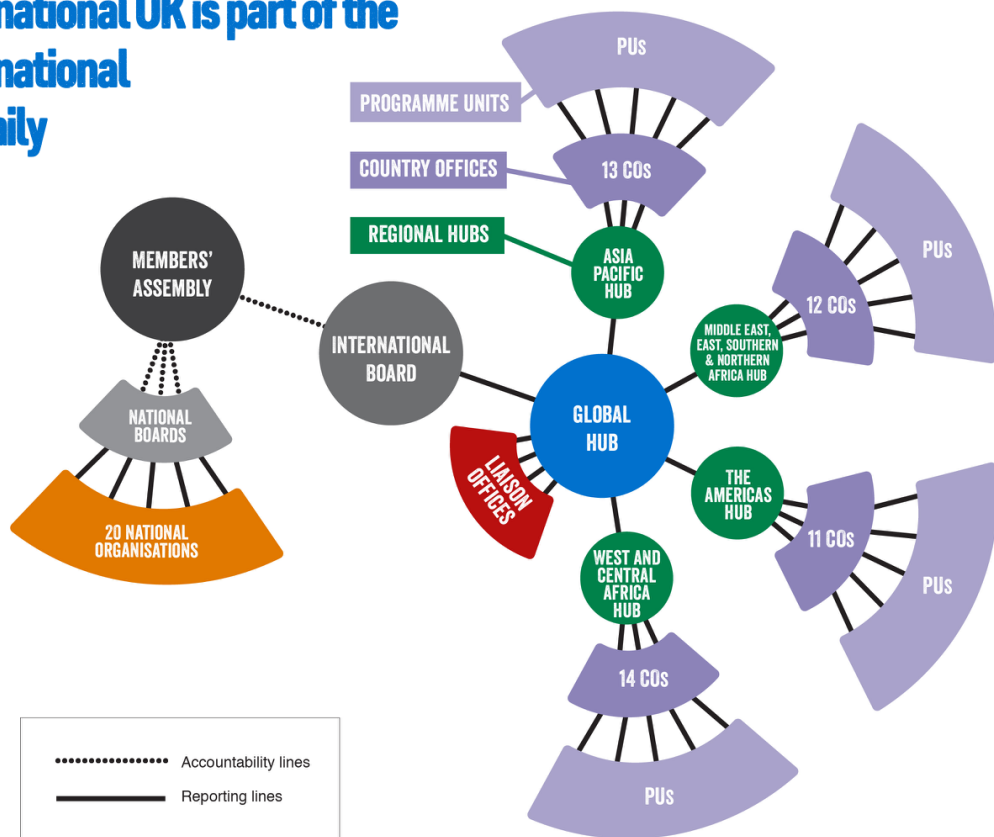 national UK is part of the
national
PUs
PROGRAMME UNITS
COUNTRY OFFICES
13 COs
REGIONAL HUBS
ASIA
PACIFIC
HUB
PUs
12 COs
MEMBERS'
ASSEMBLY
INTERNATIONAL
BOARD
MIDDLE EAST,
EAST, SOUTHERN
& NORTHERN
AFRICA HUB
GLOBAL
HUB
NATIONAL
BOARDS
LIAISON
OFFICES
THE
AMERICAS
HUB
11 COs
PUs
20 NATIONAL
ORGANISATIONS
WEST AND
CENTRAL
AFRICA
HUB
14 COs
PUs
Accountability lines
Reporting lines